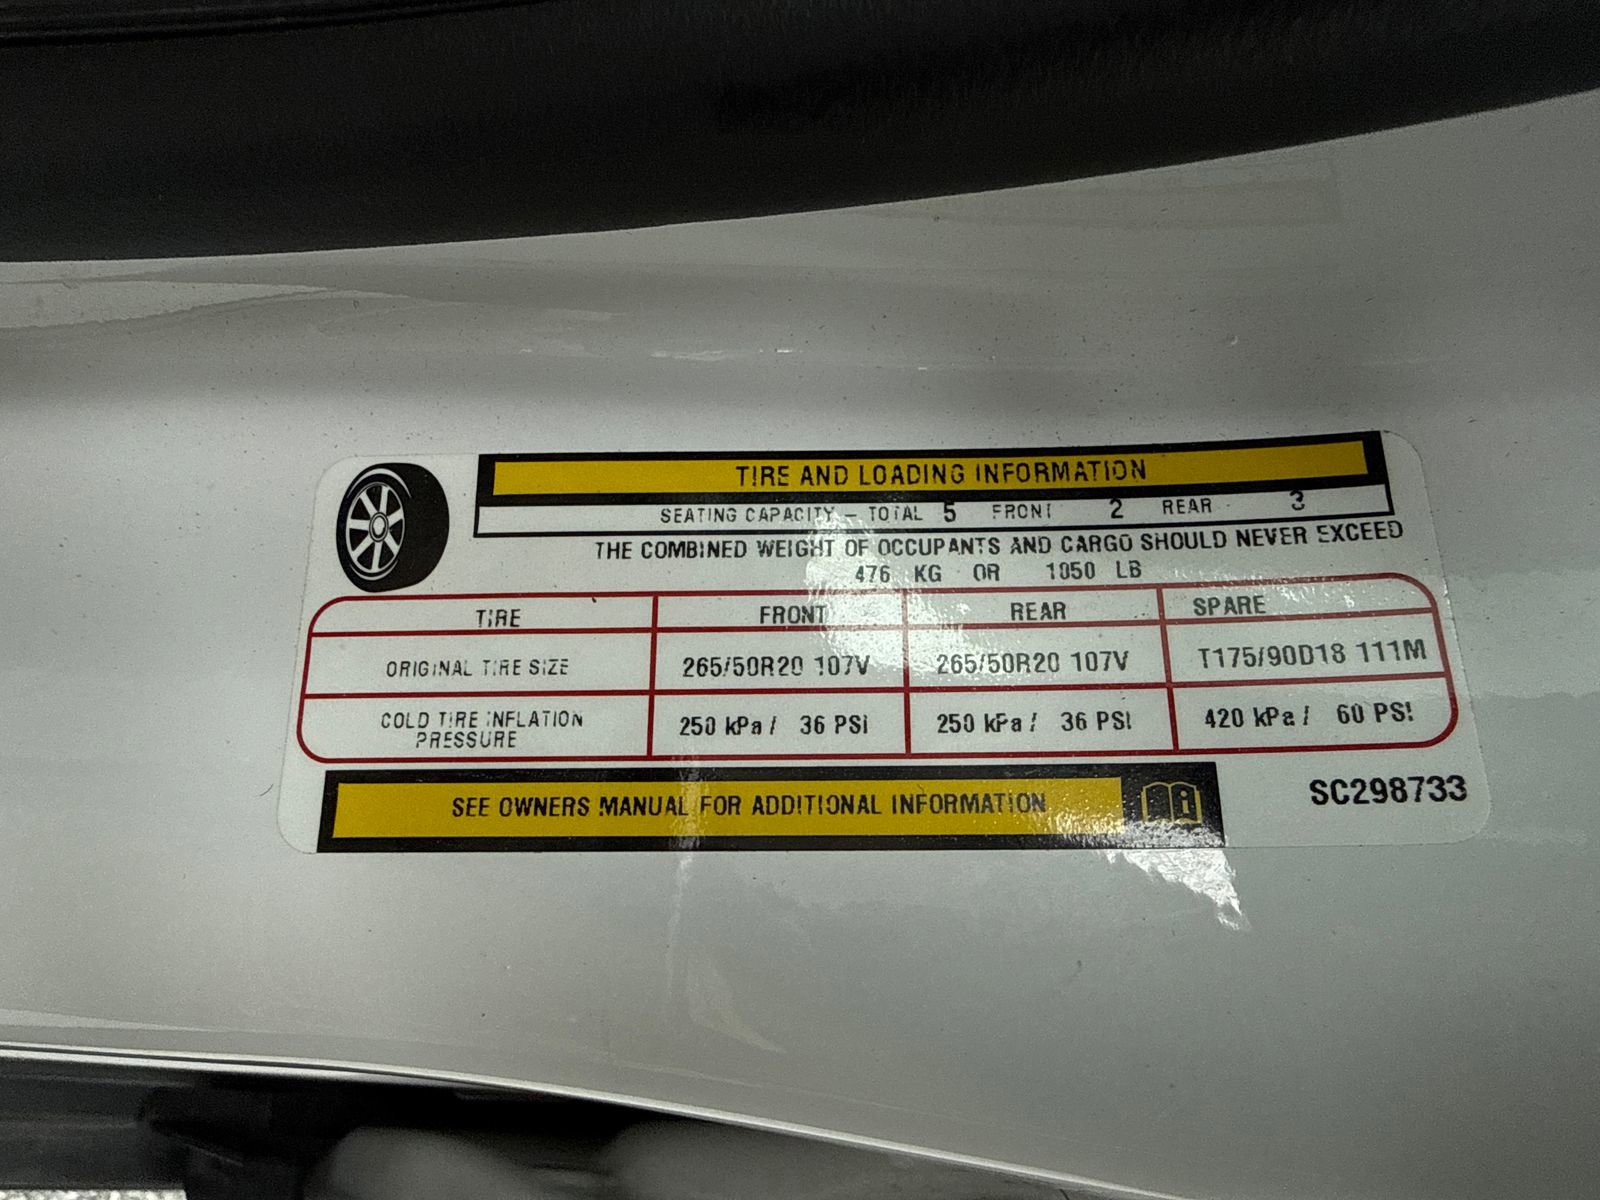 TIRE AND LOADING INFORMATION
SEATING CAPACITY – TOTAL 5 FRONT 2 REAR 3
THE COMBINED WEIGHT OF OCCUPANTS AND CARGO SHOULD NEVER EXCEED
476 KG OR 1050 LB
TIRE FRONT REAR SPARE
ORIGINAL TIRE SIZE 265/50R20 107V 265/50R20 107V T175/90D18 111M
COLD TIRE INFLATION PRESSURE 250 kPa / 36 PSI 250 kPa / 36 PSI 420 kPa / 60 PSI
SEE OWNERS MANUAL FOR ADDITIONAL INFORMATION
SC298733